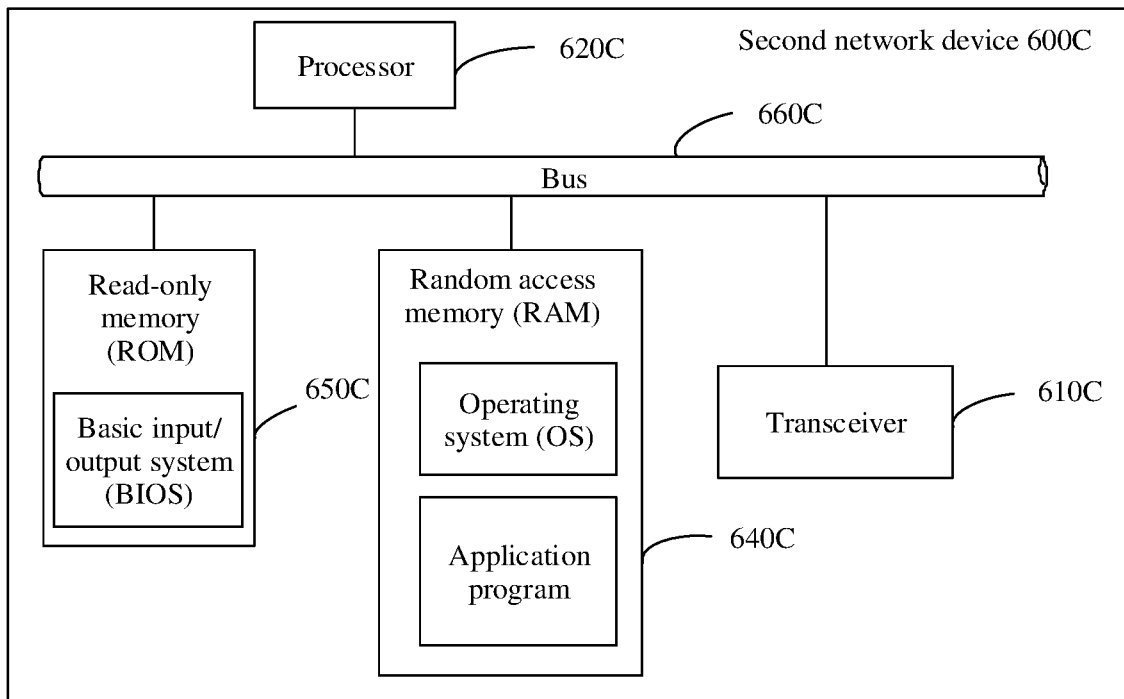 Second network device 600C
Processor
620C
660C
Bus
Read-only
memory
(ROM)
650C
Basic input/
output system
(BIOS)
Random access
memory (RAM)
Operating
system (OS)
Application
program
640C
Transceiver
610C